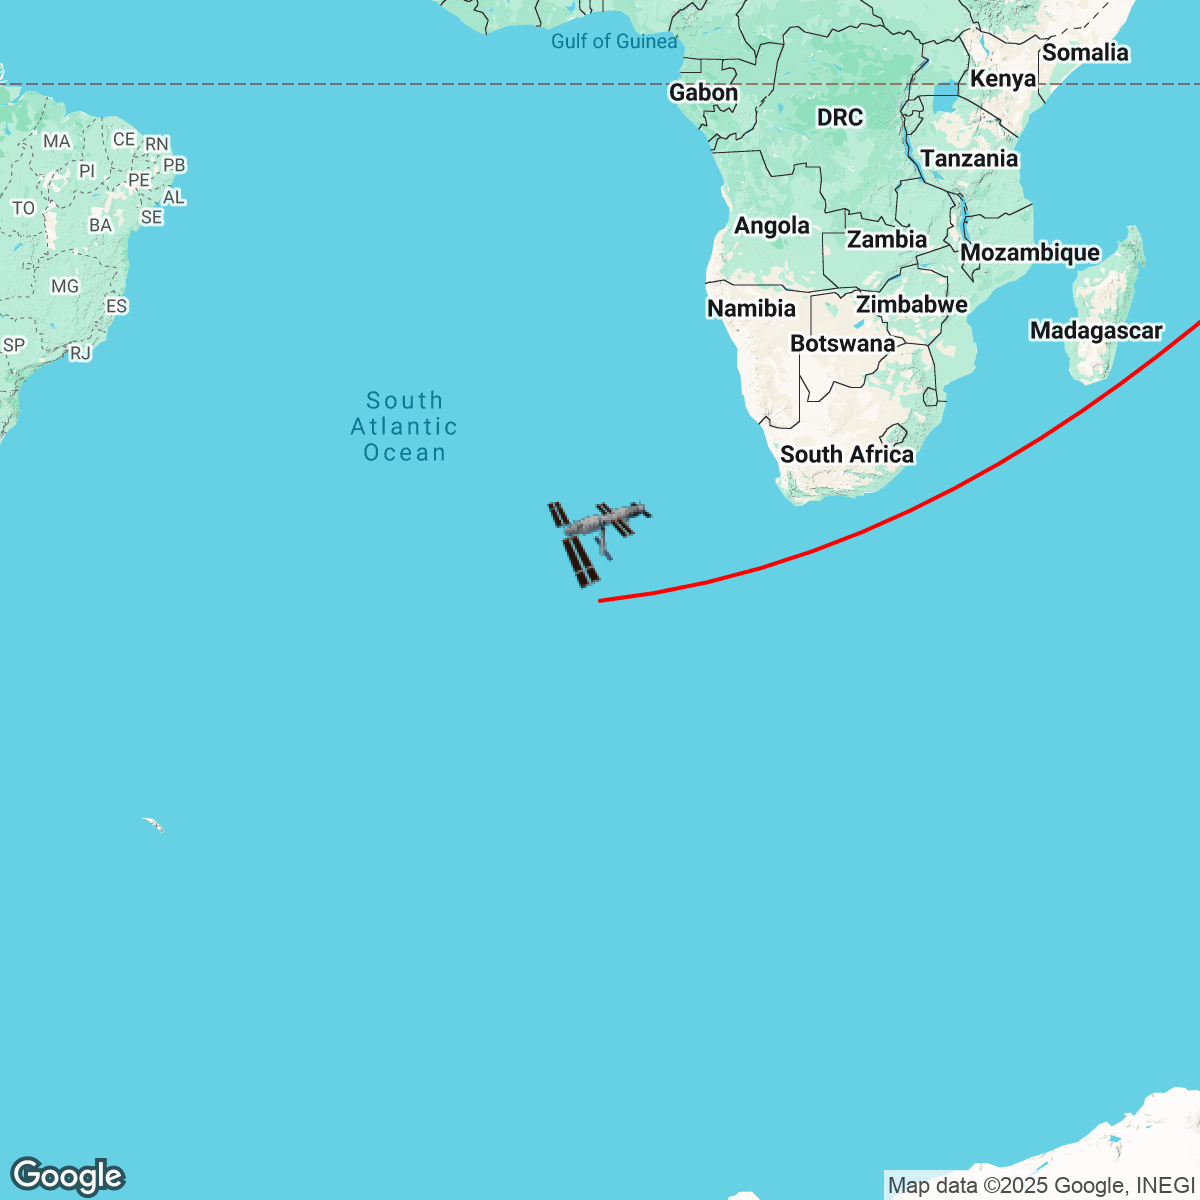 Gulf of Guinea
Somalia
Kenya
Gabon
DRC
MA
CE
RN
PI
PE
PB
Tanzania
TO
AL
BA
SE
Angola
Zambia
Mozambique
MG
ES
Namibia
Zimbabwe
SP
RJ
Botswana
Madagascar
South
Atlantic
Ocean
South Africa
Google
Map data ©2025 Google, INEGI